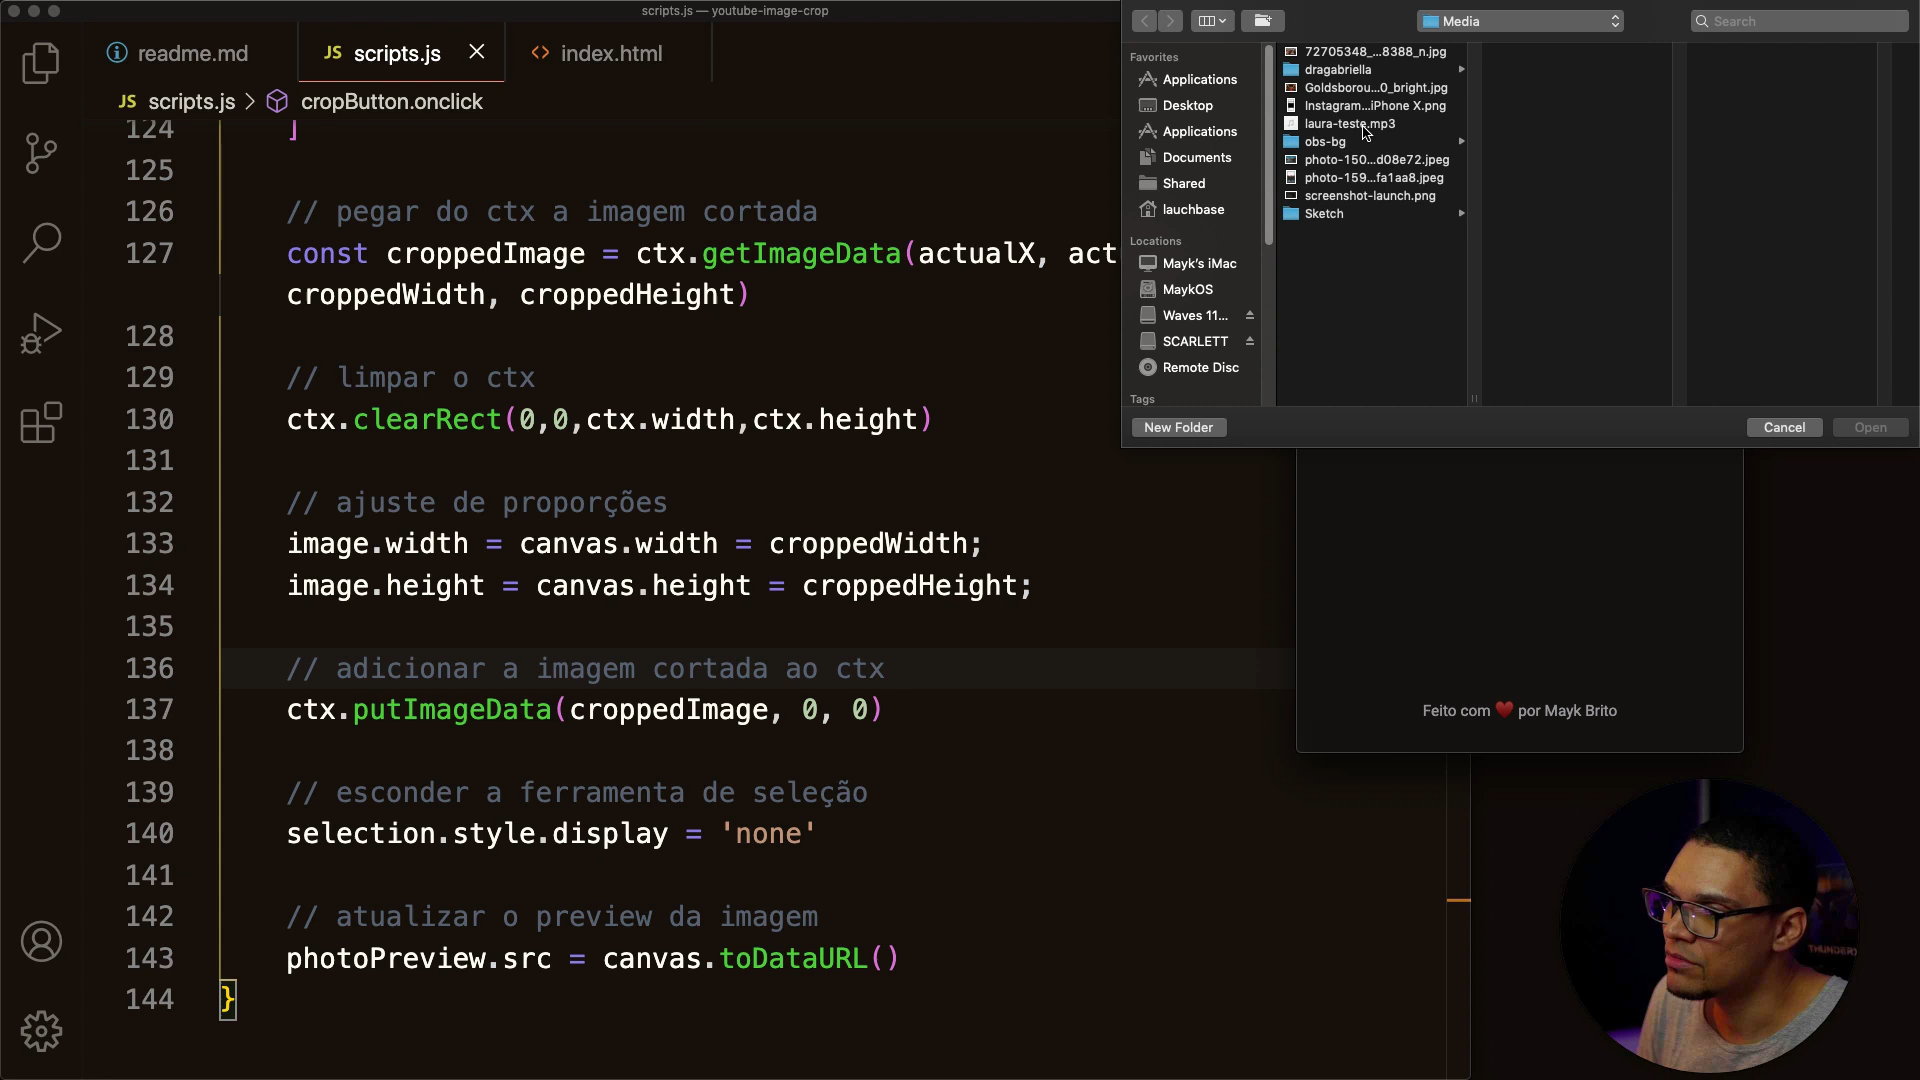 scripts.js — youtube-image-crop
readme.md
JS scripts.js
index.html
JS scripts.js > cropButton.onclick
124 ]
125
126 // pegar do ctx a imagem cortada
127 const croppedImage = ctx.getImageData(actualX, act
croppedWidth, croppedHeight)
128
129 // limpar o ctx
130 ctx.clearRect(0,0,ctx.width,ctx.height)
131
132 // ajuste de proporções
133 image.width = canvas.width = croppedWidth;
134 image.height = canvas.height = croppedHeight;
135
136 // adicionar a imagem cortada ao ctx
137 ctx.putImageData(croppedImage, 0, 0)
138
139 // esconder a ferramenta de seleção
140 selection.style.display = 'none'
141
142 // atualizar o preview da imagem
143 photoPreview.src = canvas.toDataURL()
144 }
Media
Search
Favorites
Applications
Desktop
Applications
Documents
Shared
lauchbase
Locations
Mayk's iMac
MaykOS
Waves 11...
SCARLETT
Remote Disc
Tags
72705348_...8388_n.jpg
dragabriella
Goldsborou...0_bright.jpg
Instagram...iPhone X.png
laura-teste.mp3
obs-bg
photo-150...d08e72.jpeg
photo-159...fa1aa8.jpeg
screenshot-launch.png
Sketch
New Folder
Cancel
Open
Feito com ❤️ por Mayk Brito